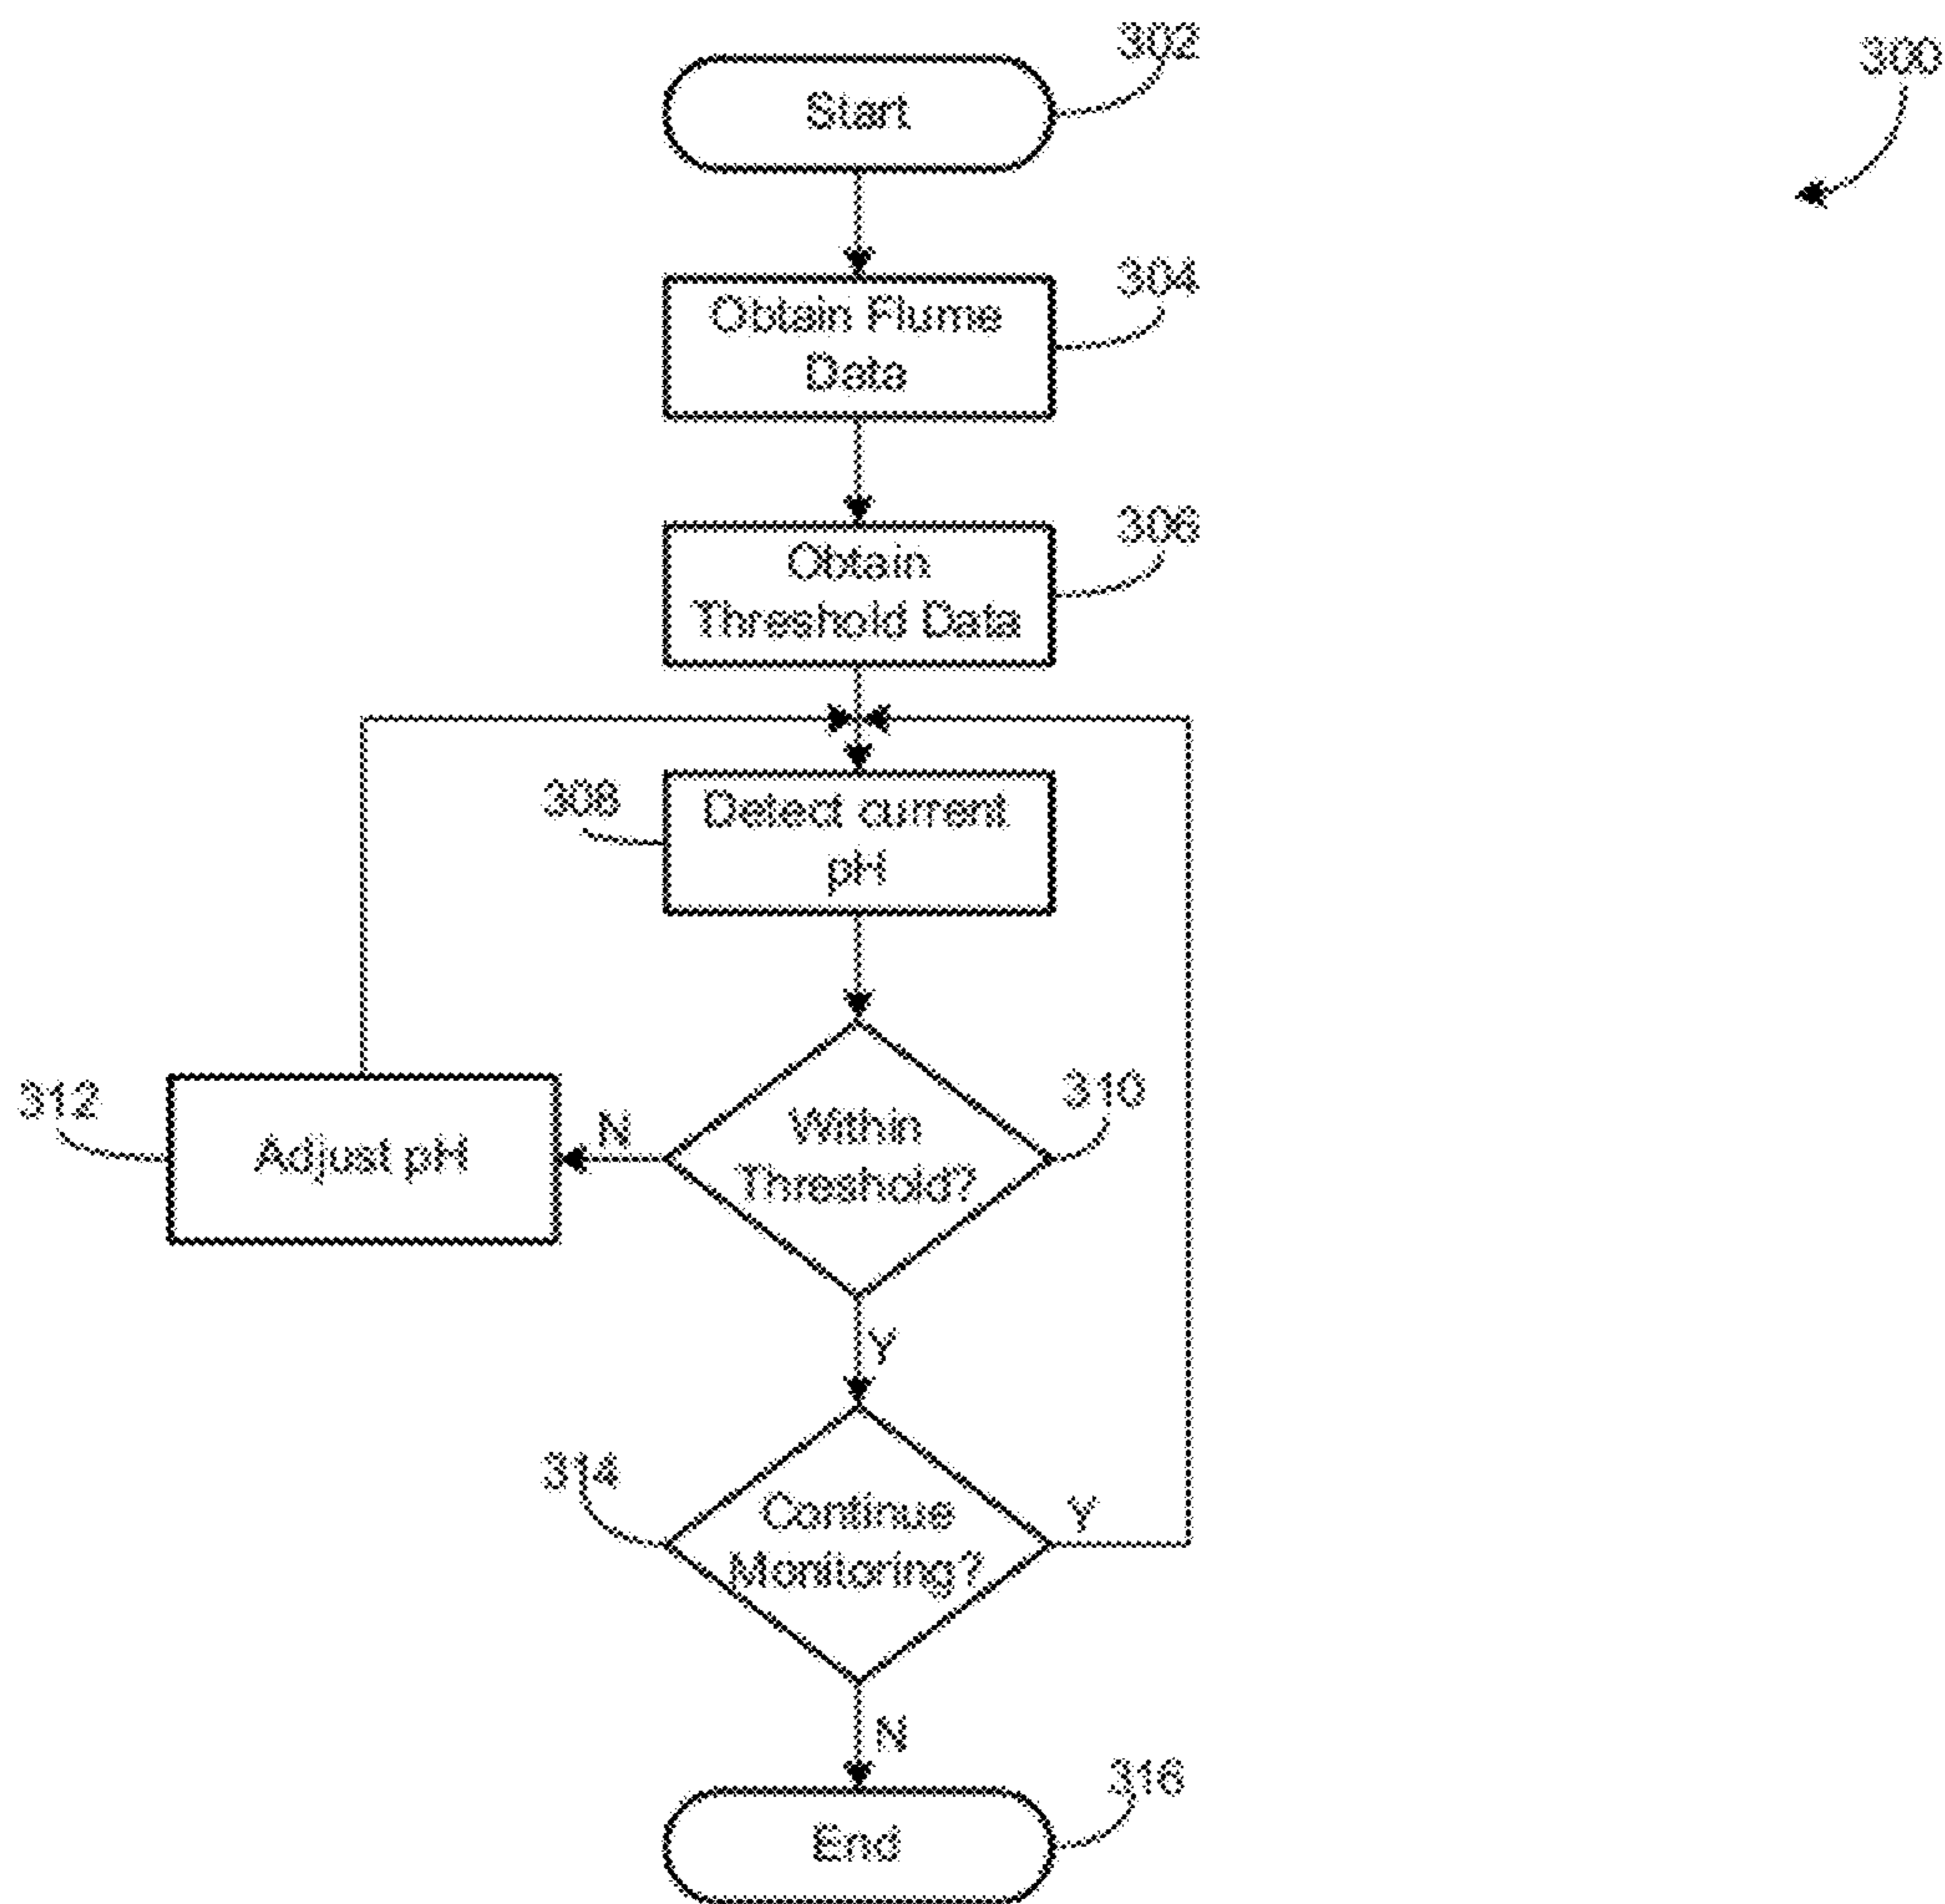 302
300
Start
304
Obtain Flume
Data
306
Obtain
Threshold Data
308
Detect current
pH
312
Adjust pH
N
310
Within
Threshold?
Y
314
Continue
Monitoring?
Y
N
316
End